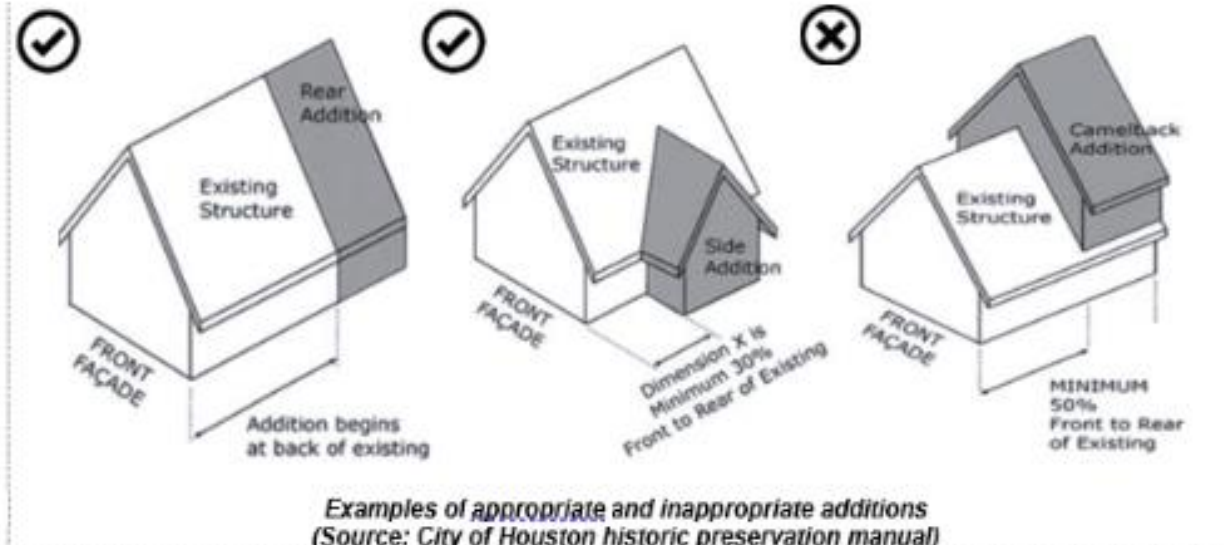 Rear
Addition
Existing
Structure
FRONT
FAÇADE
Addition begins
at back of existing
Existing
Structure
Side
Addition
FRONT
FAÇADE
Dimension X is
Minimum 30%
Front to Rear of Existing
Camelback
Addition
Existing
Structure
FRONT
FAÇADE
MINIMUM
50%
Front to Rear
of Existing
Examples of appropriate and inappropriate additions
(Source: City of Houston historic preservation manual)